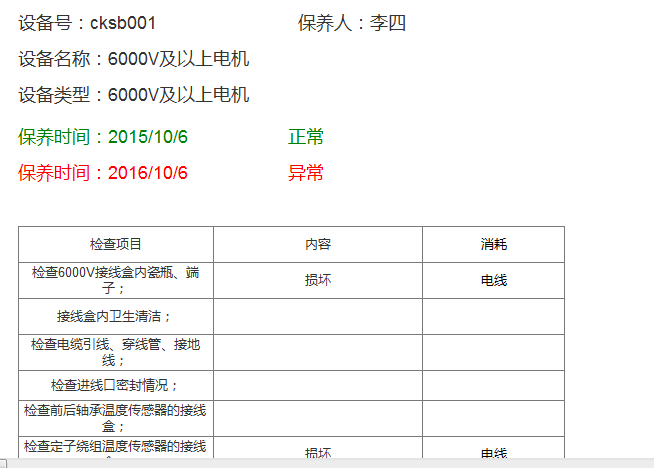 设备号：cksb001 保养人：李四
设备名称：6000V及以上电机
设备类型：6000V及以上电机
保养时间：2015/10/6 正常
保养时间：2016/10/6 异常
检查项目 内容 消耗
检查6000V接线盒内瓷瓶、端
子； 损坏 电线
接线盒内卫生清洁；
检查电缆引线、穿线管、接地
线；
检查进线口密封情况；
检查前后轴承温度传感器的接线
盒；
检查定子绕组温度传感器的接线
损坏 电线